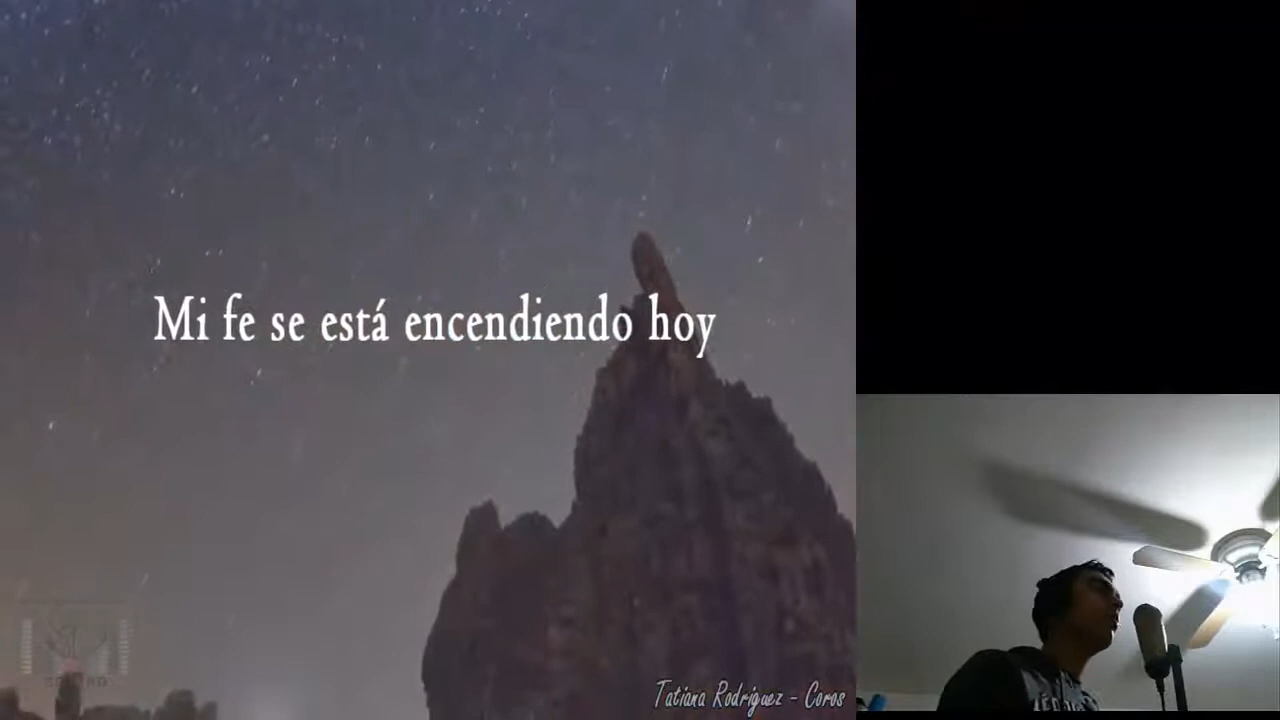 Mi fe se está encendiendo hoy
Tatiana Rodriguez - Coros